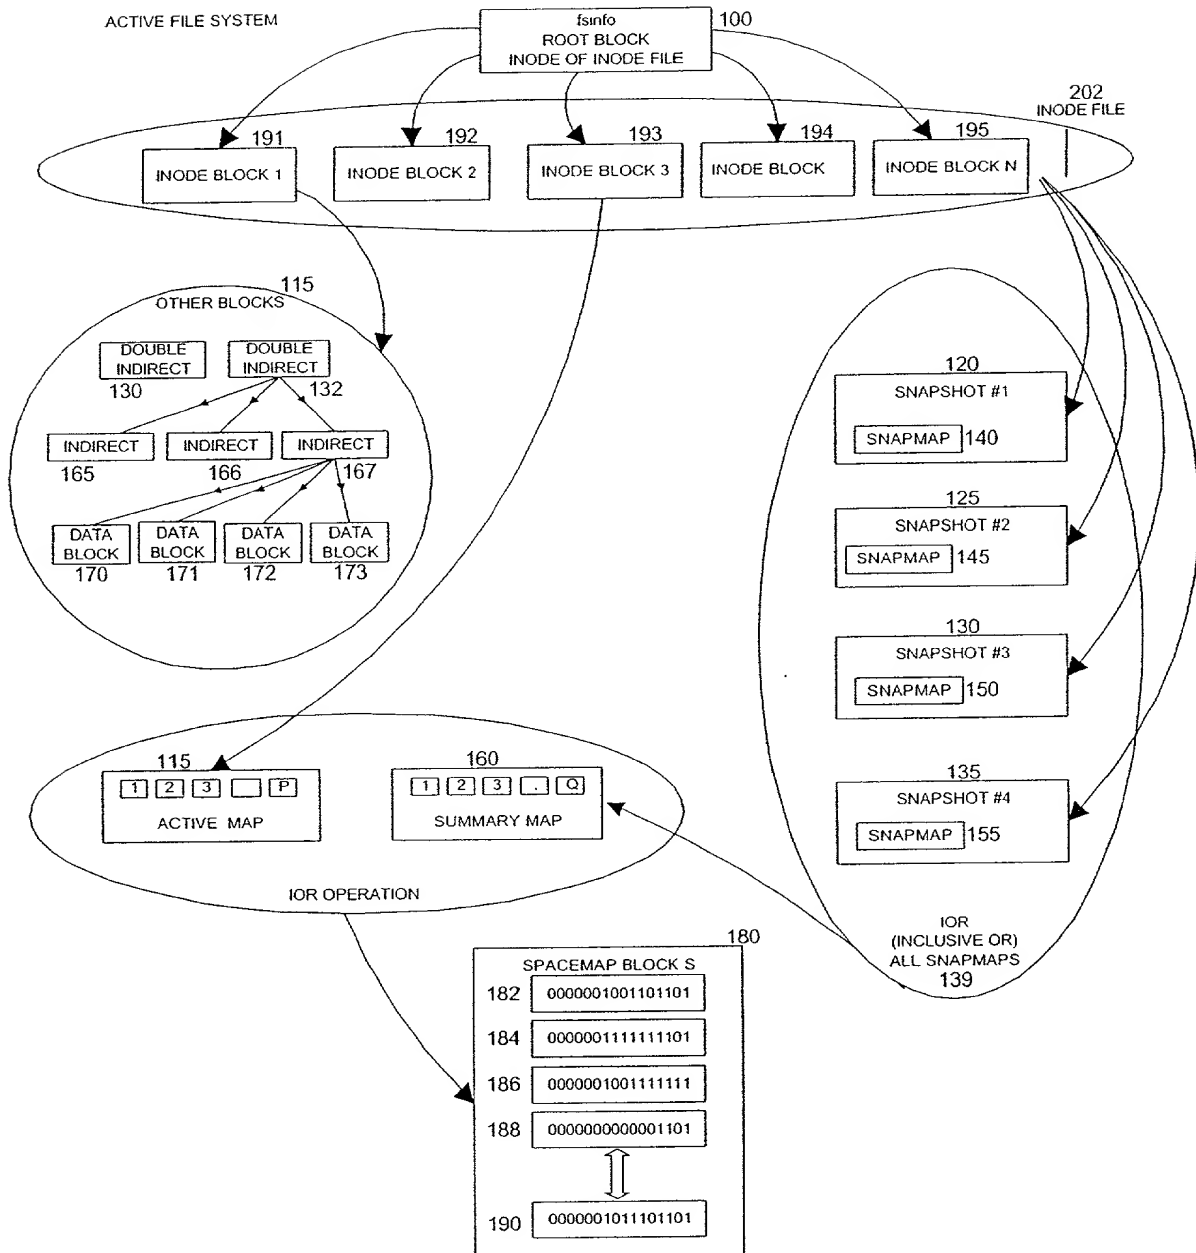 ACTIVE FILE SYSTEM
fsinfo
ROOT BLOCK
INODE OF INODE FILE
100
202
INODE FILE
191
INODE BLOCK 1
192
INODE BLOCK 2
193
INODE BLOCK 3
194
INODE BLOCK
195
INODE BLOCK N
115
OTHER BLOCKS
DOUBLE
INDIRECT
130
DOUBLE
INDIRECT
132
INDIRECT
165
INDIRECT
166
INDIRECT
167
DATA
BLOCK
170
DATA
BLOCK
171
DATA
BLOCK
172
DATA
BLOCK
173
120
SNAPSHOT #1
SNAPMAP 140
125
SNAPSHOT #2
SNAPMAP 145
130
SNAPSHOT #3
SNAPMAP 150
135
SNAPSHOT #4
SNAPMAP 155
IOR
(INCLUSIVE OR)
ALL SNAPMAPS
139
115
1 2 3 P
ACTIVE MAP
160
1 2 3 . Q
SUMMARY MAP
IOR OPERATION
180
SPACEMAP BLOCK S
182 0000001001101101
184 0000001111111101
186 0000001001111111
188 0000000000001101
190 0000001011101101